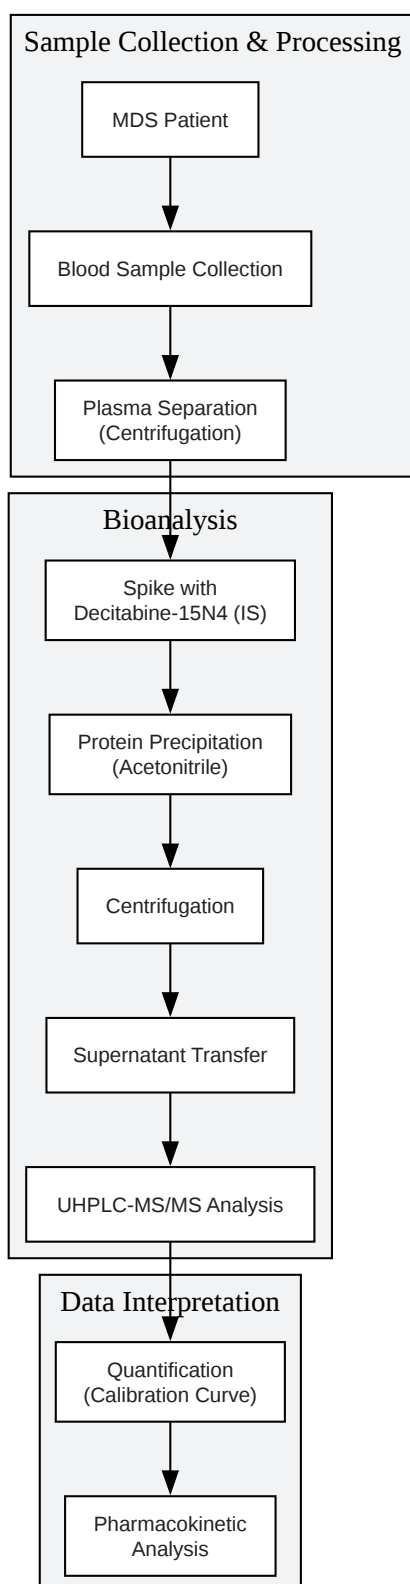 Sample Collection & Processing
MDS Patient
Blood Sample Collection
Plasma Separation
(Centrifugation)
Bioanalysis
Spike with
Decitabine-15N4 (IS)
Protein Precipitation
(Acetonitrile)
Centrifugation
Supernatant Transfer
UHPLC-MS/MS Analysis
Data Interpretation
Quantification
(Calibration Curve)
Pharmacokinetic
Analysis